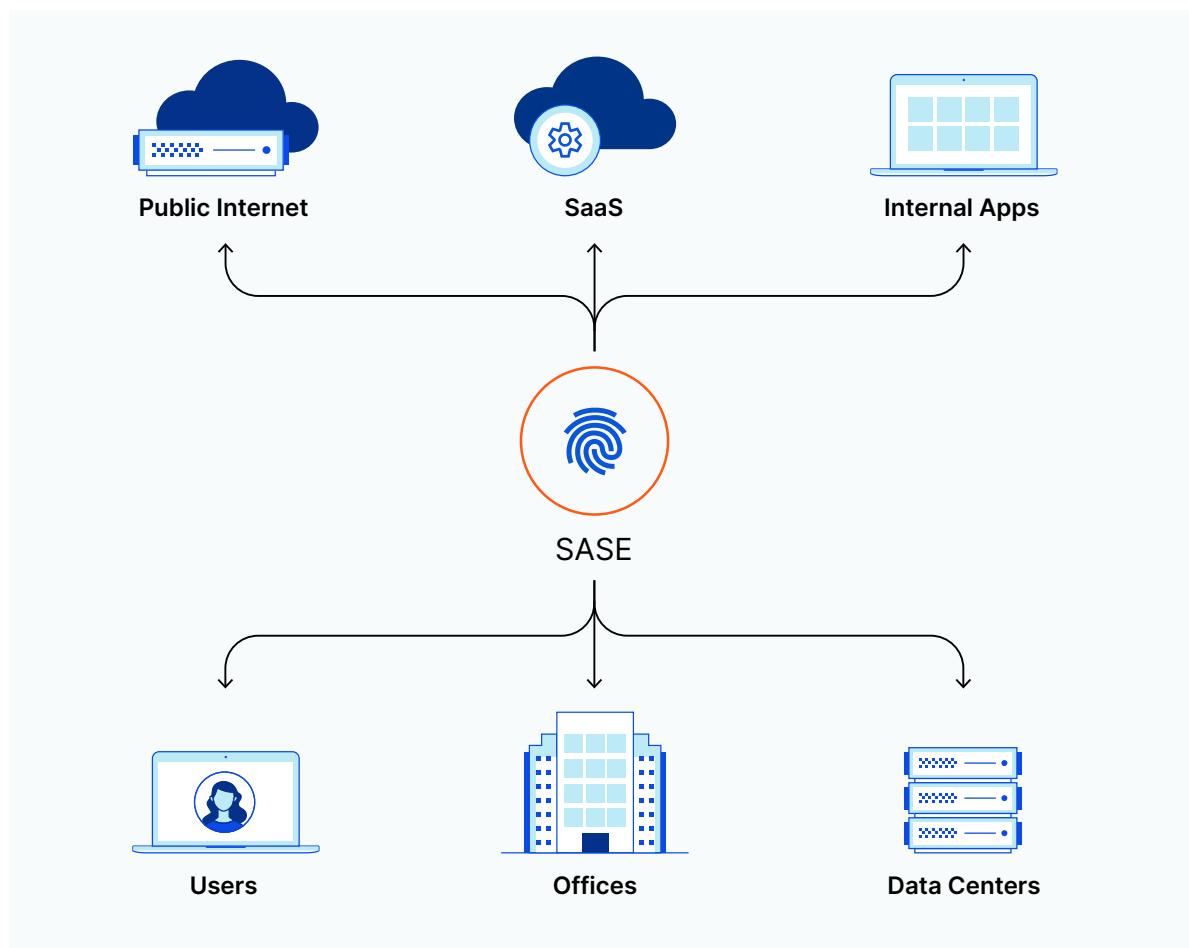 Public Internet
SaaS
Internal Apps
SASE
Users
Offices
Data Centers